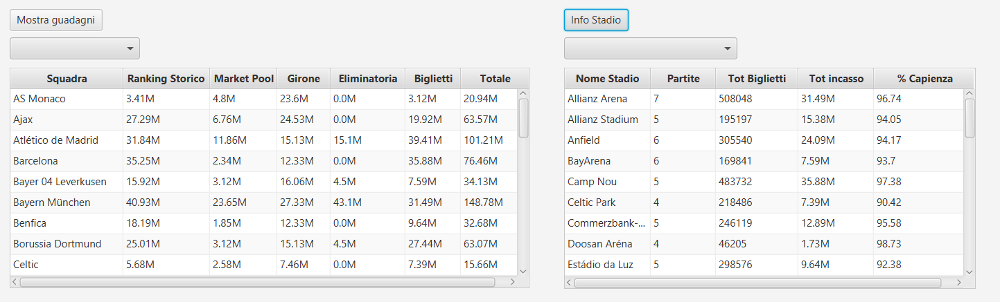 Mostra guadagni
Squadra Ranking Storico Market Pool Girone Eliminatoria Biglietti Totale
AS Monaco 3.41M 4.8M 23.6M 0.0M 3.12M 20.94M
Ajax 27.29M 6.76M 24.53M 0.0M 19.92M 63.57M
Atlético de Madrid 31.84M 11.86M 15.13M 15.1M 39.41M 101.21M
Barcelona 35.25M 2.34M 12.33M 0.0M 35.88M 76.46M
Bayer 04 Leverkusen 15.92M 3.12M 16.06M 4.5M 7.59M 34.13M
Bayern München 40.93M 23.65M 27.33M 43.1M 31.49M 148.78M
Benfica 18.19M 1.85M 12.33M 0.0M 9.64M 32.68M
Borussia Dortmund 25.01M 3.12M 15.13M 4.5M 27.44M 63.07M
Celtic 5.68M 2.58M 7.46M 0.0M 7.39M 15.66M
Info Stadio
Nome Stadio Partite Tot Biglietti Tot incasso % Capienza
Allianz Arena 7 508048 31.49M 96.74
Allianz Stadium 5 195197 15.38M 94.05
Anfield 6 305540 24.09M 94.17
BayArena 6 169841 7.59M 93.7
Camp Nou 5 483732 35.88M 97.38
Celtic Park 4 218486 7.39M 90.42
Commerzbank-... 5 246119 12.89M 95.58
Doosan Aréna 4 46205 1.73M 98.73
Estádio da Luz 5 298576 9.64M 92.38